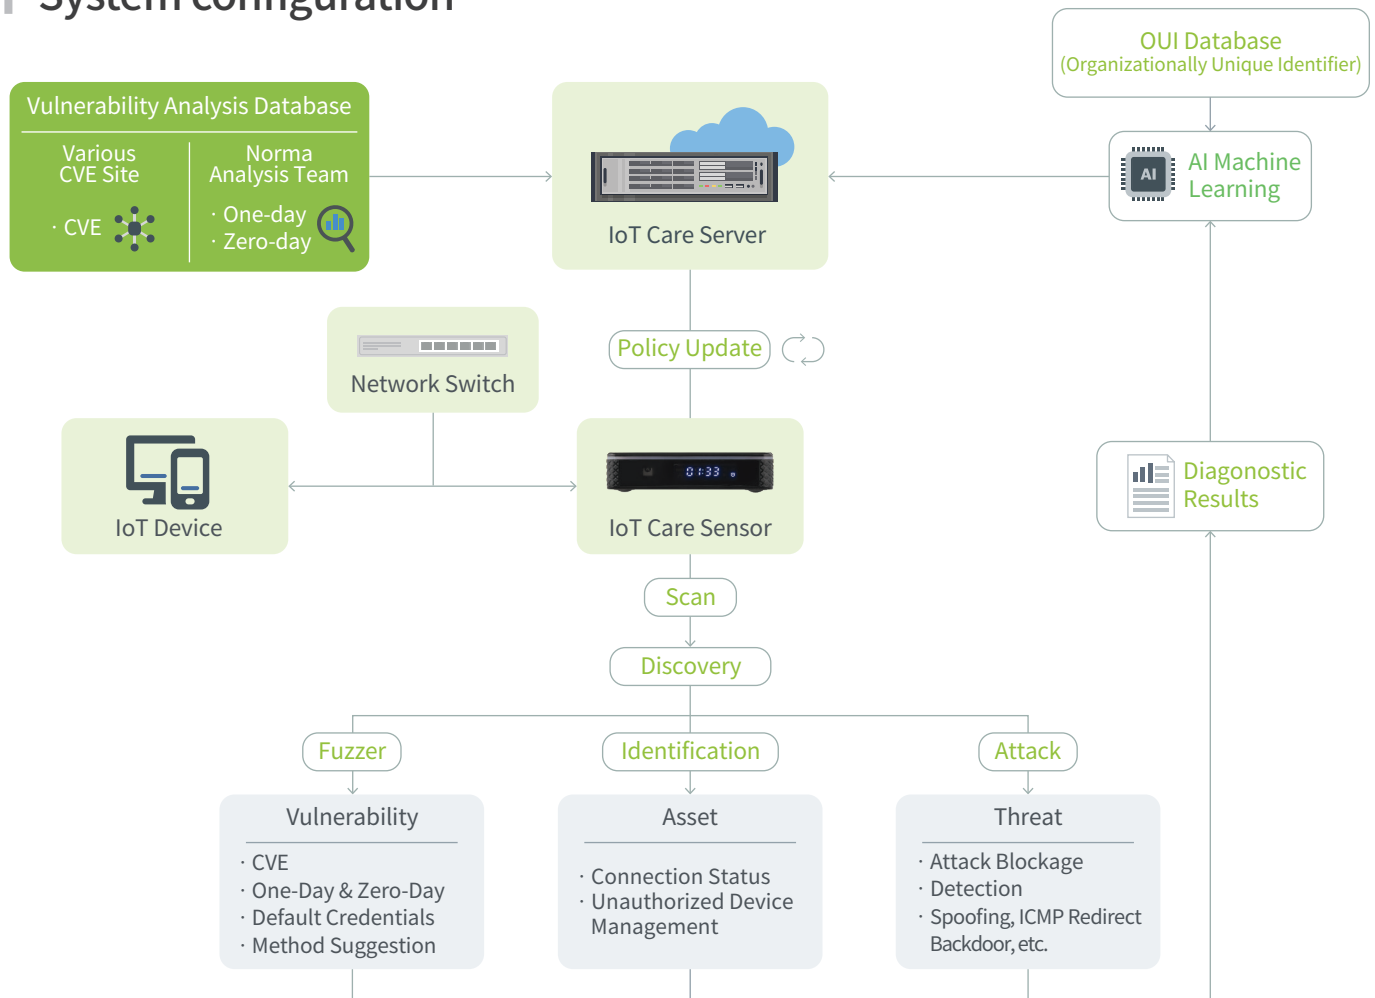 System configuration
OUI Database
(Organizationally Unique Identifier)
Vulnerability Analysis Database
Various
CVE Site
· CVE
Norma
Analysis Team
· One-day
· Zero-day
IoT Care Server
AI
AI Machine
Learning
Policy Update
Network Switch
IoT Device
01:33
IoT Care Sensor
Diagonostic
Results
Scan
Discovery
Fuzzer
Identification
Attack
Vulnerability
· CVE
· One-Day & Zero-Day
· Default Credentials
· Method Suggestion
Asset
· Connection Status
· Unauthorized Device
Management
Threat
· Attack Blockage
· Detection
· Spoofing, ICMP Redirect
Backdoor, etc.